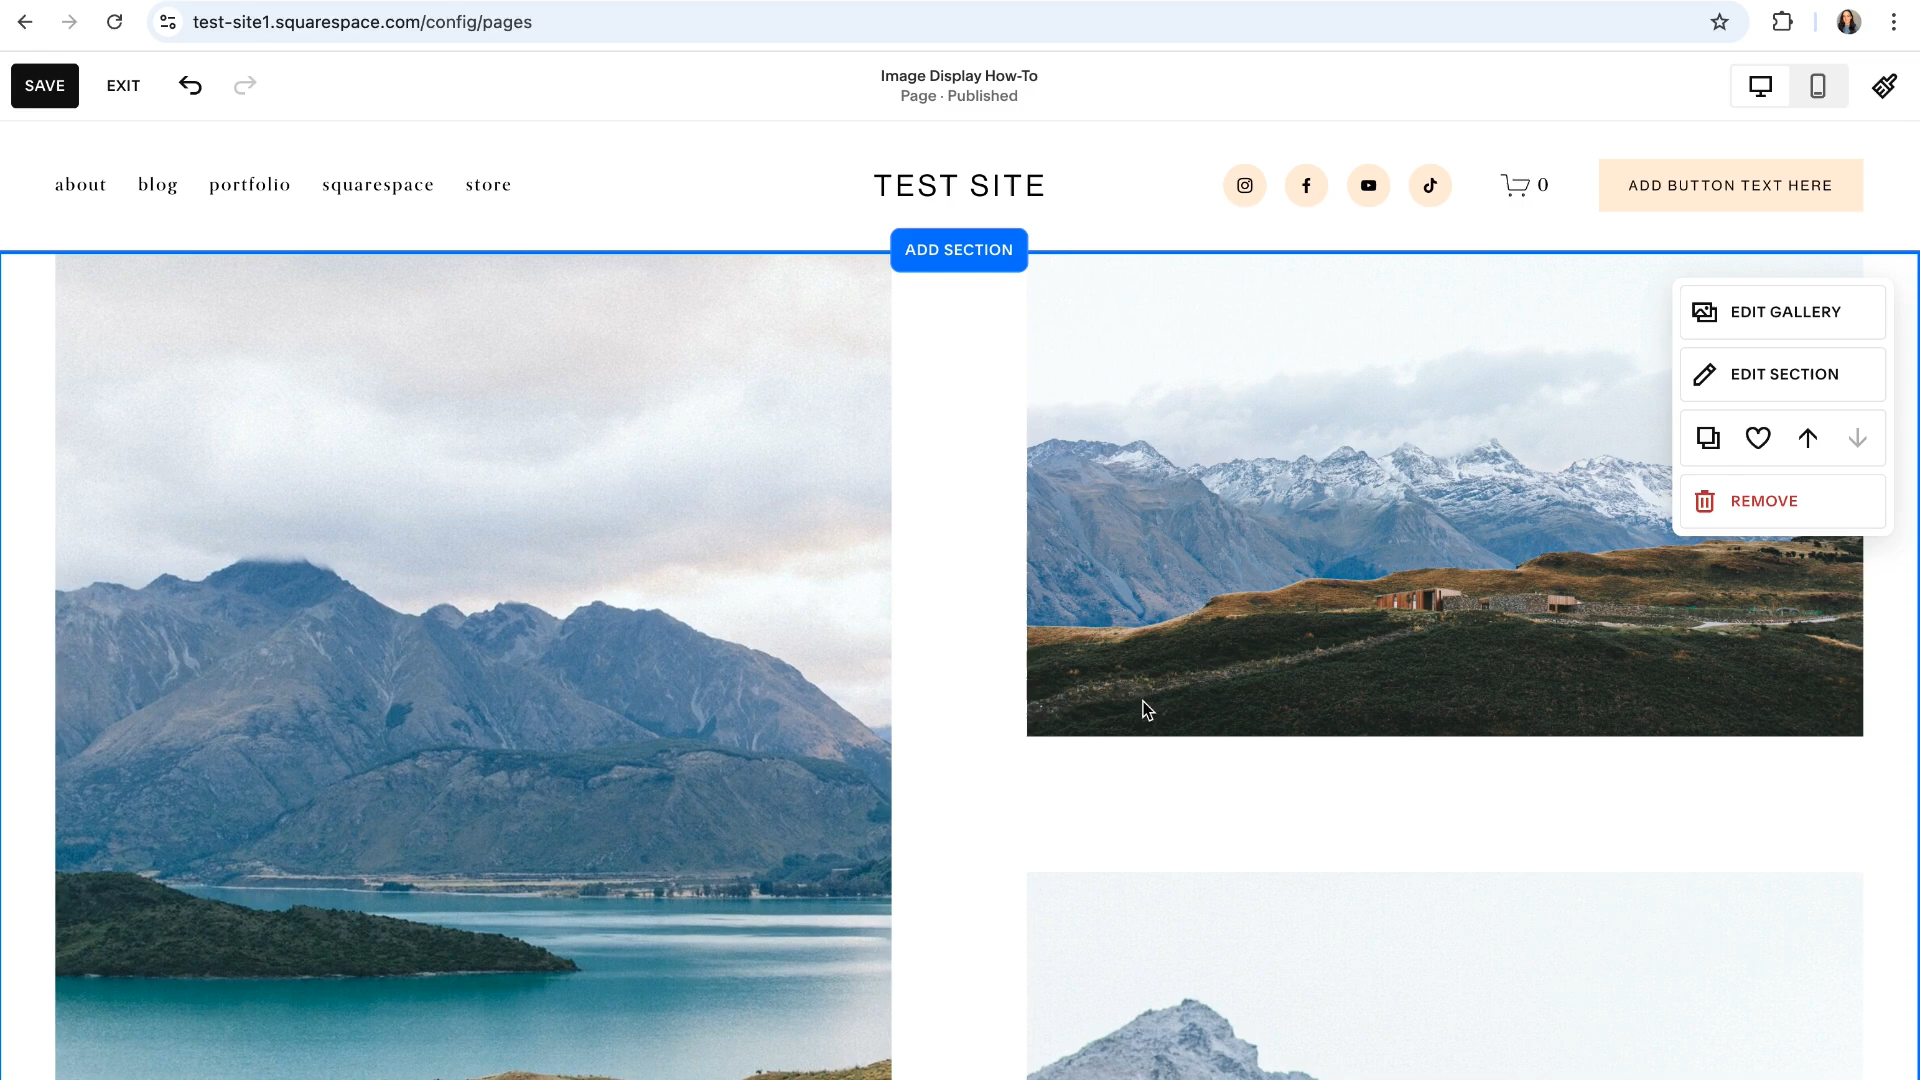 test-site1.squarespace.com/config/pages
SAVE
EXIT
Image Display How-To
Page · Published
about
blog
portfolio
squarespace
store
TEST SITE
0
ADD BUTTON TEXT HERE
ADD SECTION
EDIT GALLERY
EDIT SECTION
REMOVE